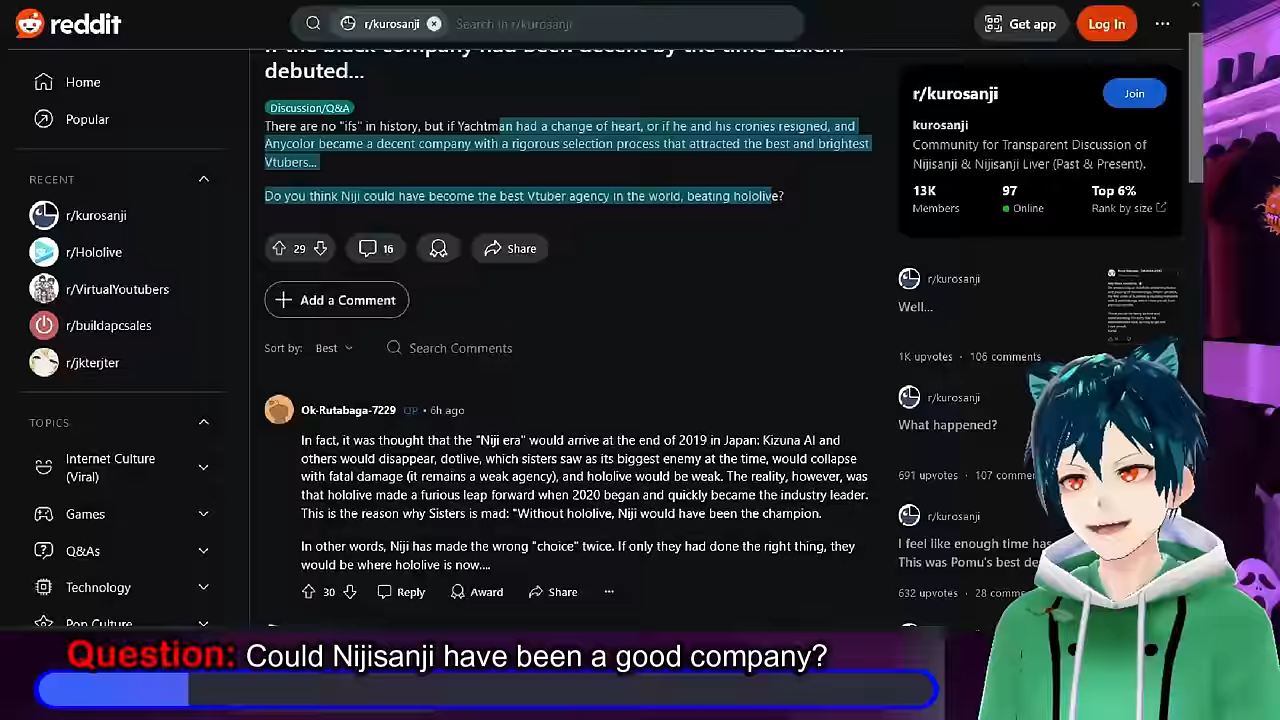 reddit
r/kurosanji
Search in r/kurosanji
Get app
Log In
Home
Popular
RECENT
r/kurosanji
r/Hololive
r/VirtualYoutubers
r/buildapcsales
r/jkterjter
TOPICS
Internet Culture
(Viral)
Games
Q&As
Technology
Pop Culture
debuted...
Discussion/Q&A
There are no "ifs" in history, but if Yachtman had a change of heart, or if he and his cronies resigned, and
Anycolor became a decent company with a rigorous selection process that attracted the best and brightest
Vtubers...
Do you think Niji could have become the best Vtuber agency in the world, beating hololive?
29
16
Share
Add a Comment
Sort by: Best
Search Comments
Ok-Rutabaga-7229 OP • 6h ago
In fact, it was thought that the "Niji era" would arrive at the end of 2019 in Japan: Kizuna AI and
others would disappear, dotlive, which sisters saw as its biggest enemy at the time, would collapse
with fatal damage (it remains a weak agency), and hololive would be weak. The reality, however, was
that hololive made a furious leap forward when 2020 began and quickly became the industry leader.
This is the reason why Sisters is mad: "Without hololive, Niji would have been the champion.
In other words, Niji has made the wrong "choice" twice. If only they had done the right thing, they
would be where hololive is now....
30
Reply
Award
Share
r/kurosanji
Join
kurosanji
Community for Transparent Discussion of
Nijisanji & Nijisanji Liver (Past & Present).
13K
97
Top 6%
Members
Online
Rank by size
r/kurosanji
Well...
1K upvotes · 106 comments
r/kurosanji
What happened?
691 upvotes · 107 commen
r/kurosanji
I feel like enough time has
This was Pomu's best de
632 upvotes · 28 comme
Question: Could Nijisanji have been a good company?